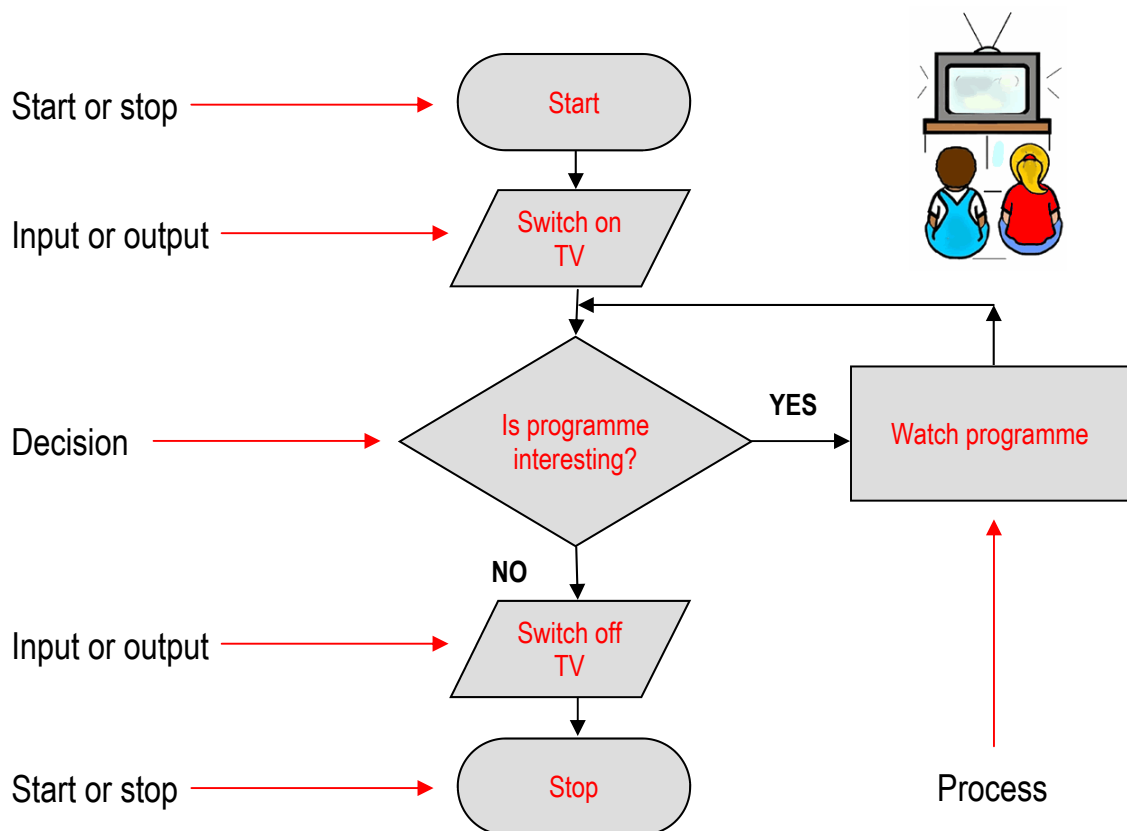 Start or stop
Start
Input or output
Switch on
TV
Decision
Is programme
interesting?
YES
Watch programme
NO
Input or output
Switch off
TV
Start or stop
Stop
Process